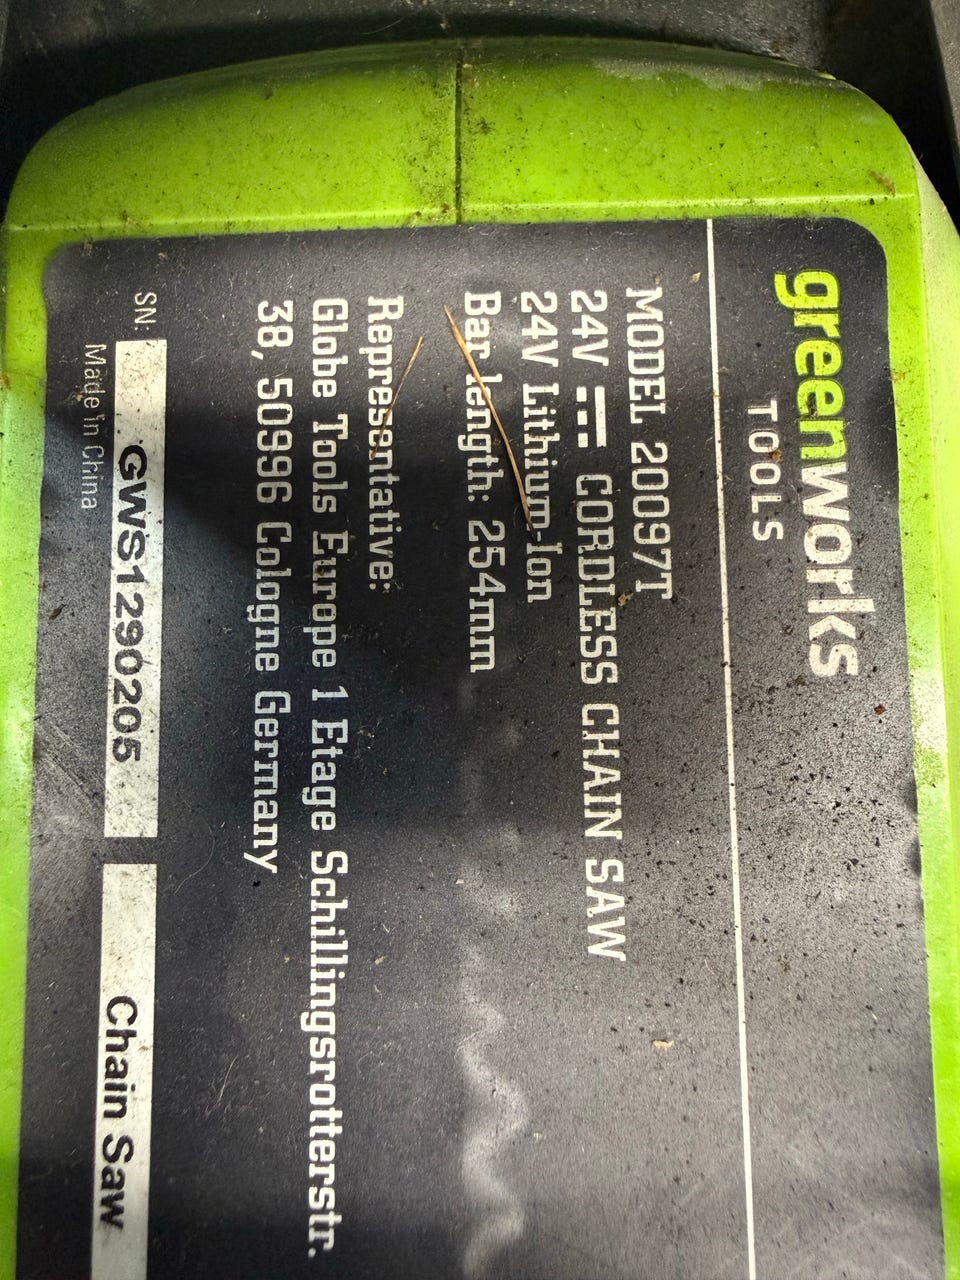 greenworks
TOOLS
MODEL 20097T
24V ⎓ CORDLESS CHAIN SAW
24V Lithium-Ion
Bar length: 254mm
Representative:
Globe Tools Europe 1 Etage Schillingsrotterstr.
38, 50996 Cologne Germany
SN: GWS1290205 Chain Saw
Made in China